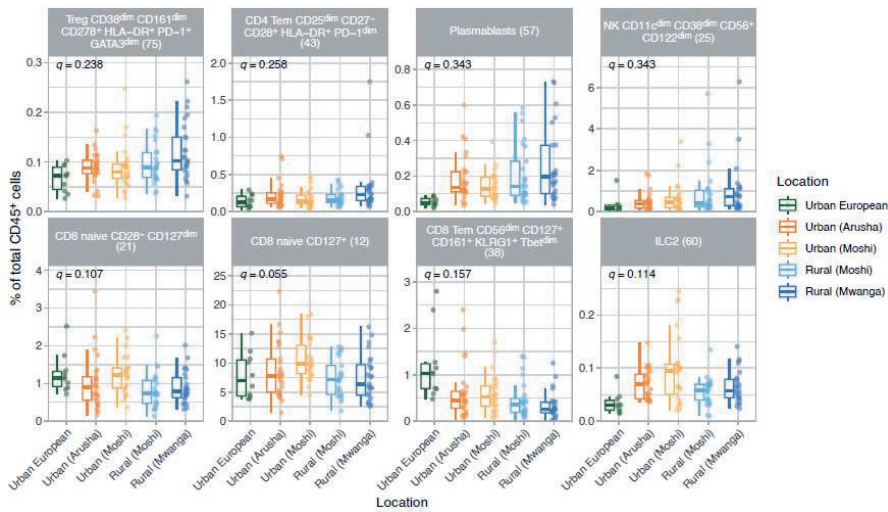 Treg CD38ᵈⁱᵐ CD161ᵈⁱᵐ
CD278⁺ HLA−DR⁺ PD−1⁺
GATA3ᵈⁱᵐ (75)
CD4 Tem CD25ᵈⁱᵐ CD27⁻
CD28⁺ HLA−DR⁺ PD−1ᵈⁱᵐ
(43)
Plasmablasts (57)
NK CD11cᵈⁱᵐ CD38ᵈⁱᵐ CD56⁺
CD122ᵈⁱᵐ (25)
q = 0.238
0.3
0.2
0.1
0.0
q = 0.258
2.0
1.5
1.0
0.5
0.0
q = 0.343
0.8
0.6
0.4
0.2
0.0
q = 0.343
6
4
2
0
CD8 naive CD28⁻ CD127ᵈⁱᵐ
(21)
CD8 naive CD127⁺ (12)
CD8 Tem CD56ᵈⁱᵐ CD127⁺
CD161⁺ KLRG1⁺ Tbetᵈⁱᵐ
(38)
ILC2 (60)
q = 0.107
4
3
2
1
0
q = 0.055
25
20
15
10
5
0
q = 0.157
3
2
1
0
q = 0.114
0.2
0.1
0.0
% of total CD45⁺ cells
Urban European
Urban (Arusha)
Urban (Moshi)
Rural (Moshi)
Rural (Mwanga)
Urban European
Urban (Arusha)
Urban (Moshi)
Rural (Moshi)
Rural (Mwanga)
Urban European
Urban (Arusha)
Urban (Moshi)
Rural (Moshi)
Rural (Mwanga)
Urban European
Urban (Arusha)
Urban (Moshi)
Rural (Moshi)
Rural (Mwanga)
Location
Location
Urban European
Urban (Arusha)
Urban (Moshi)
Rural (Moshi)
Rural (Mwanga)